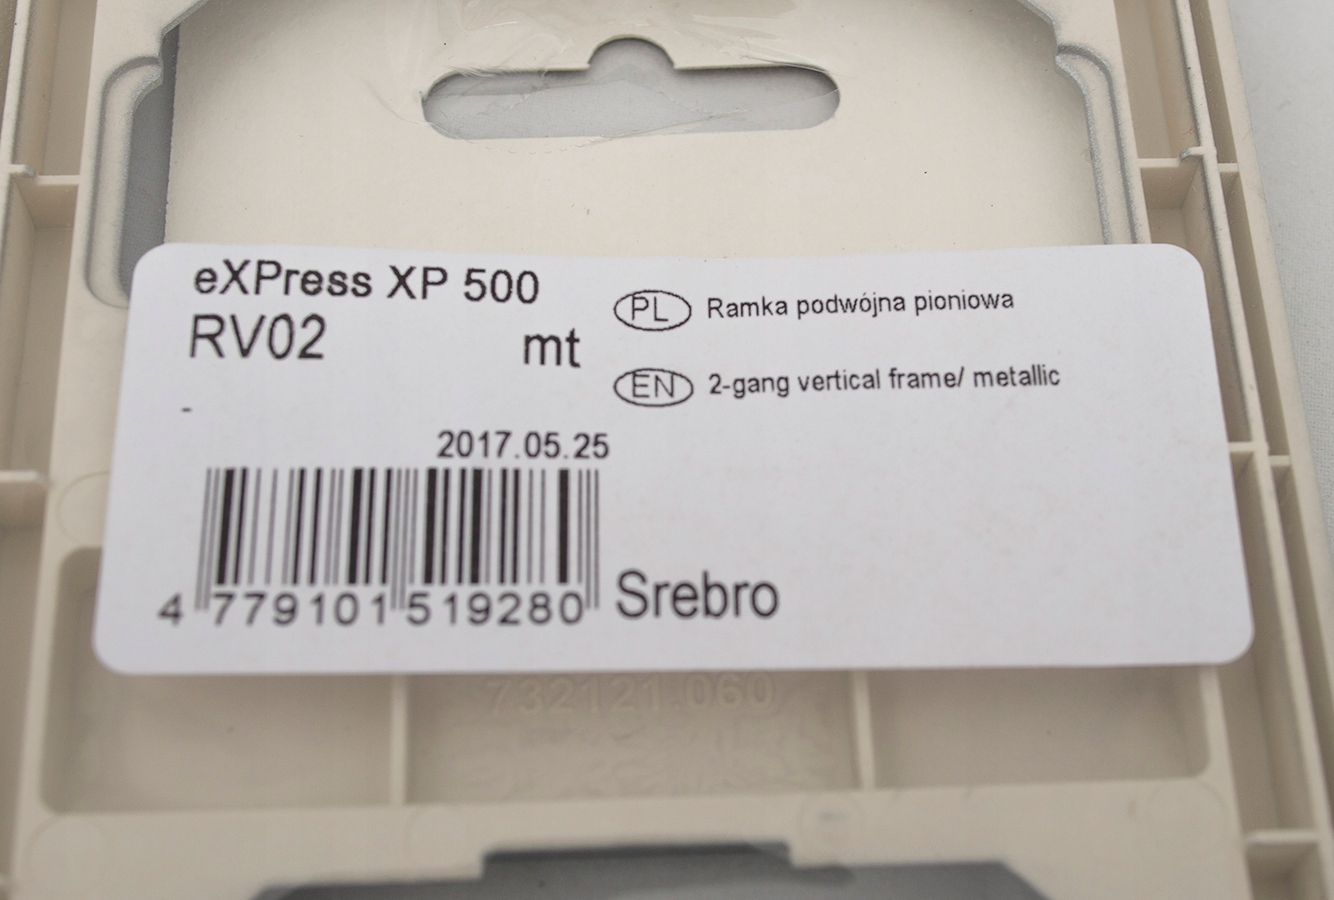 eXPress XP 500
RV02 mt
-
PL Ramka podwójna pioniowa
EN 2-gang vertical frame/ metallic
2017.05.25
4 779101 519280
Srebro
732121.060